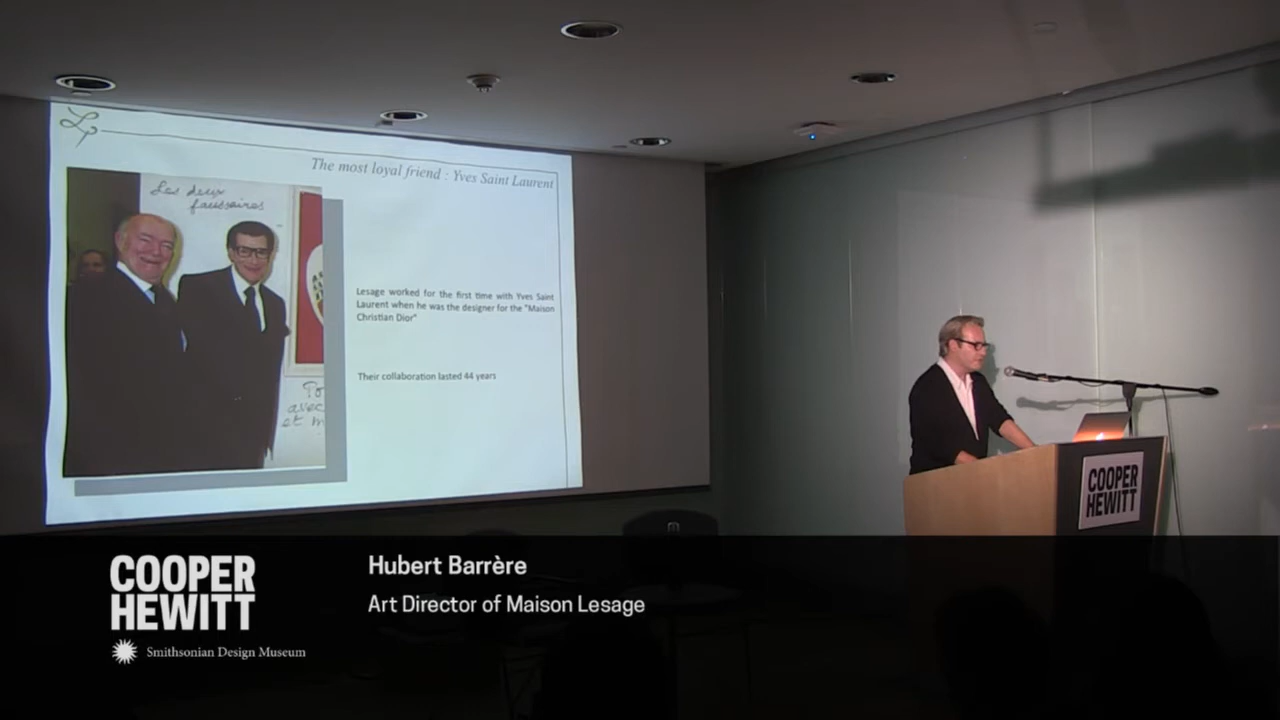 The most loyal friend : Yves Saint Laurent
Les deux
faussaires
Lesage worked for the first time with Yves Saint
Laurent when he was the designer for the "Maison
Christian Dior"
Their collaboration lasted 44 years
avec
et m
COOPER
HEWITT
COOPER
HEWITT
Smithsonian Design Museum
Hubert Barrère
Art Director of Maison Lesage